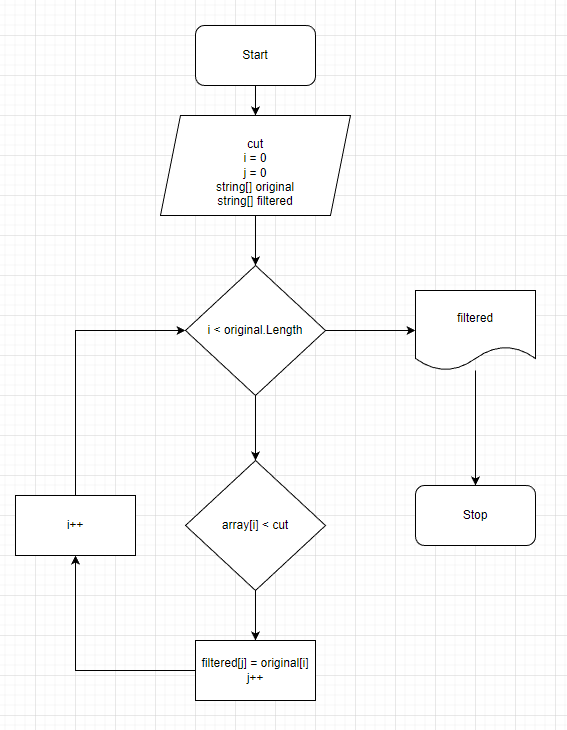 Start
cut
i = 0
j = 0
string[] original
string[] filtered
i < original.Length
filtered
array[i] < cut
i++
Stop
filtered[j] = original[i]
j++